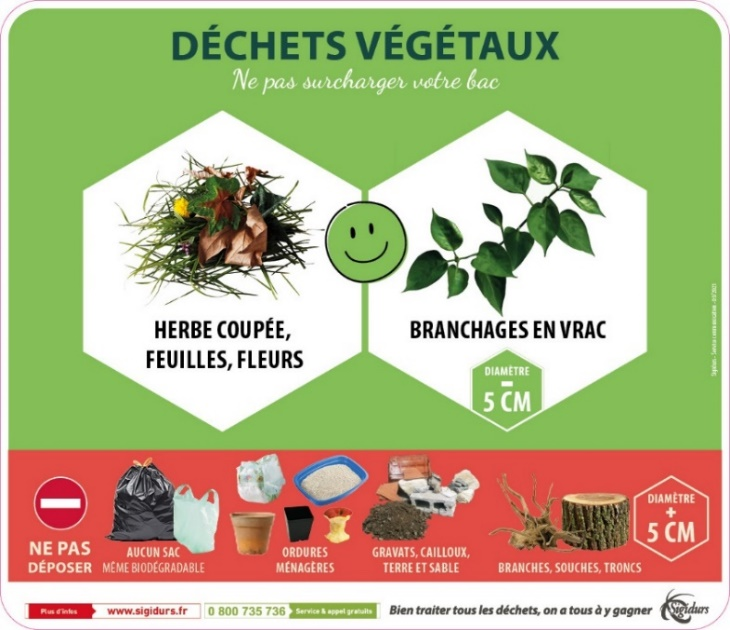 DÉCHETS VÉGÉTAUX
Ne pas surcharger votre bac
HERBE COUPÉE,
FEUILLES, FLEURS
BRANCHAGES EN VRAC
DIAMÈTRE
-
5 CM
NE PAS
DÉPOSER
AUCUN SAC
MÊME BIODÉGRADABLE
ORDURES
MÉNAGÈRES
GRAVATS, CAILLOUX,
TERRE ET SABLE
BRANCHES, SOUCHES, TRONCS
DIAMÈTRE
+
5 CM
Plus d'infos www.sigidurs.fr 0 800 735 736 Service & appel gratuits Bien traiter tous les déchets, on a tous à y gagner Sigidurs